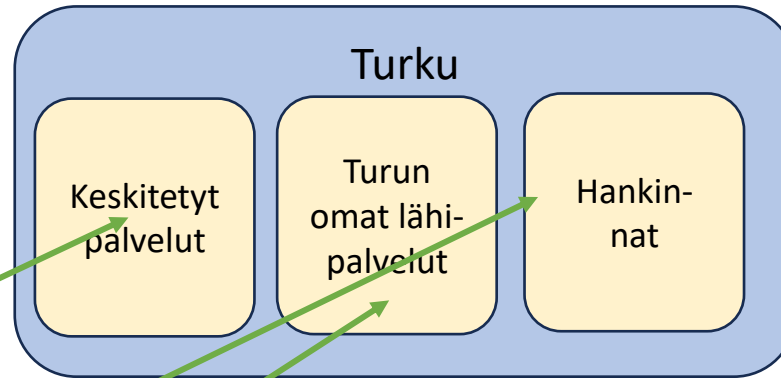 Turku
Keskitetyt
palvelut
Turun
omat lähi-
palvelut
Hankin-
nat